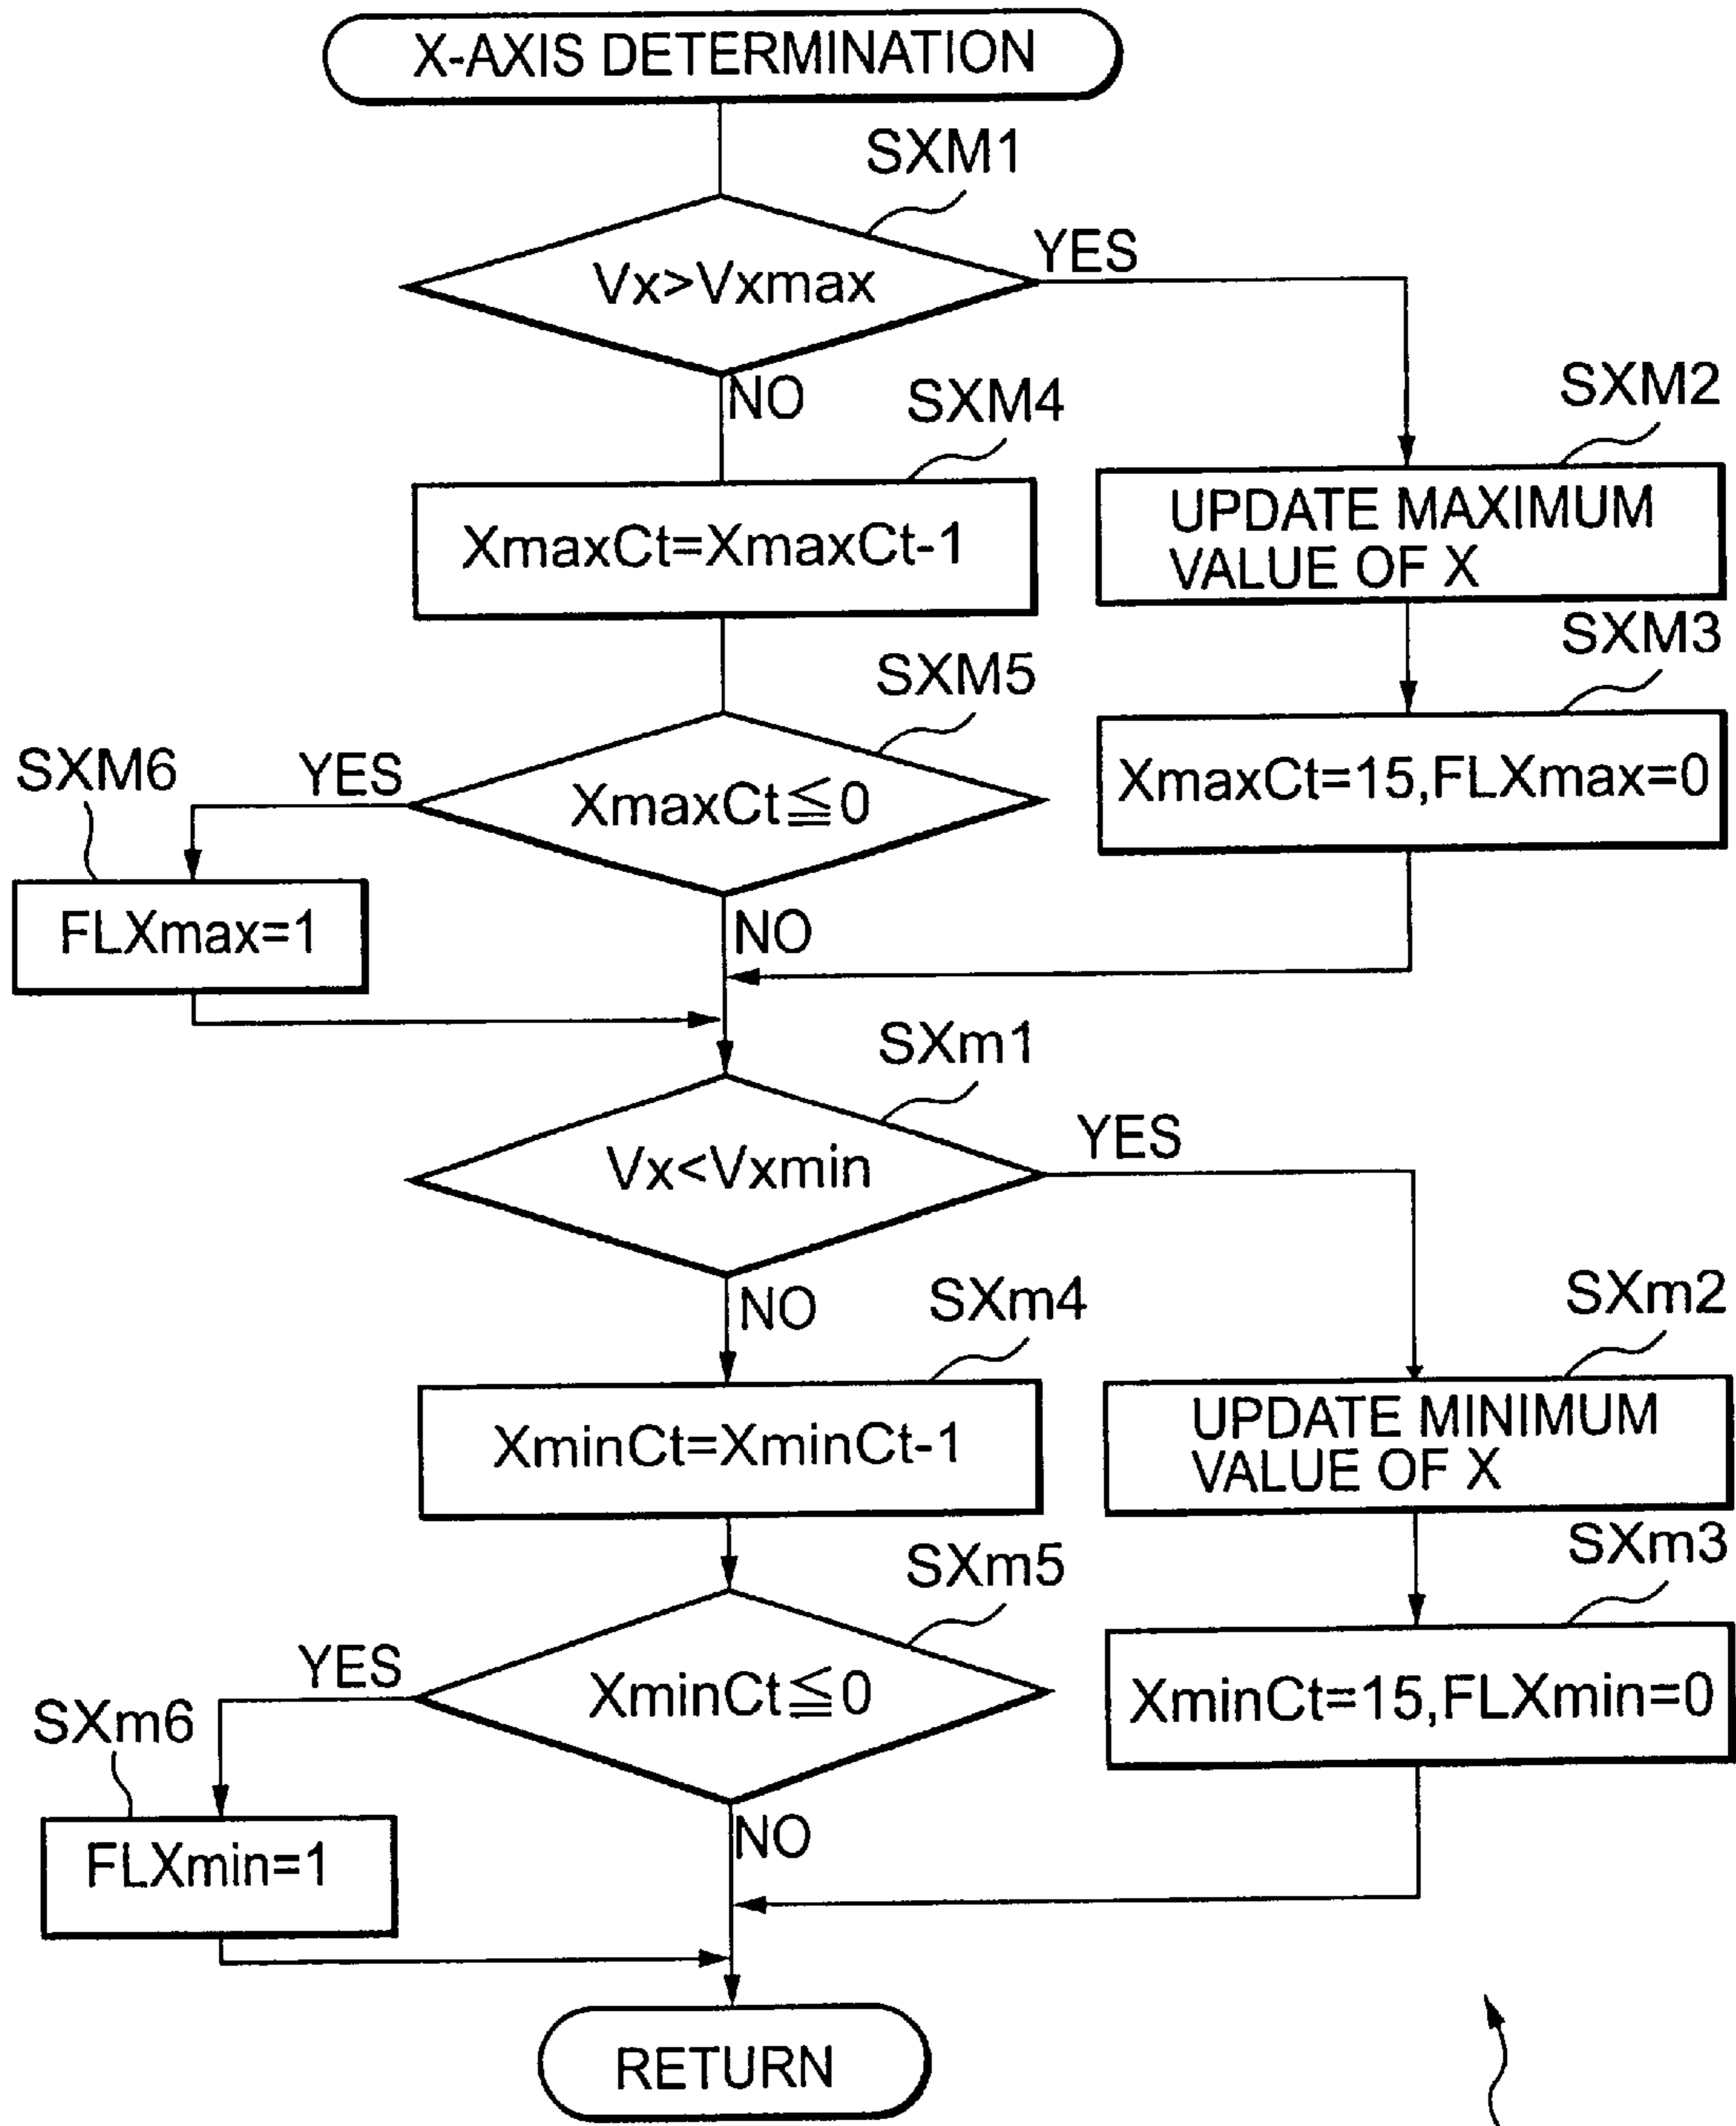 X-AXIS DETERMINATION
SXM1
Vx>Vxmax
YES
NO
SXM4
SXM2
XmaxCt=XmaxCt-1
UPDATE MAXIMUM
VALUE OF X
SXM5
SXM3
XmaxCt≦0
YES
SXM6
XmaxCt=15,FLXmax=0
FLXmax=1
NO
SXm1
Vx<Vxmin
YES
NO
SXm4
SXm2
XminCt=XminCt-1
UPDATE MINIMUM
VALUE OF X
SXm5
SXm3
XminCt≦0
YES
SXm6
XminCt=15,FLXmin=0
FLXmin=1
NO
RETURN